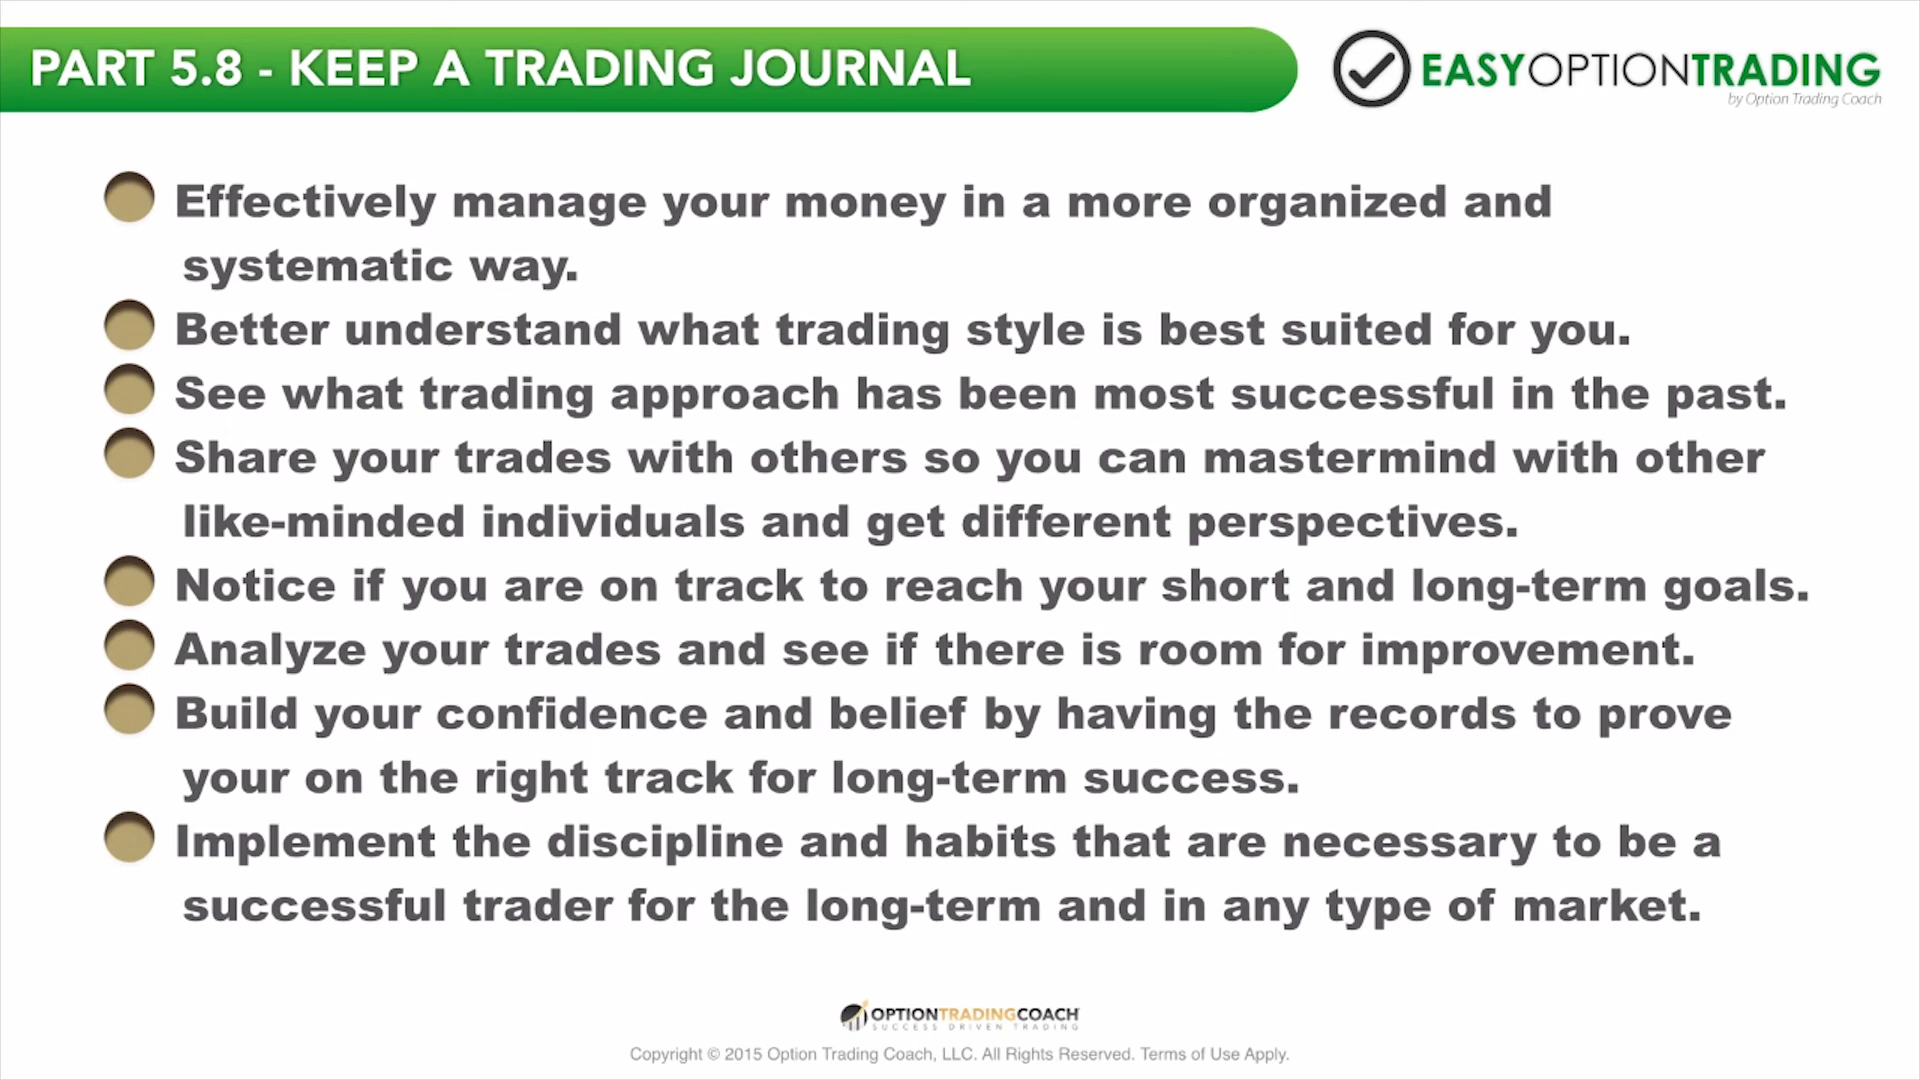 PART 5.8 - KEEP A TRADING JOURNAL
EASYOPTIONTRADING
by Option Trading Coach
Effectively manage your money in a more organized and
systematic way.
Better understand what trading style is best suited for you.
See what trading approach has been most successful in the past.
Share your trades with others so you can mastermind with other
like-minded individuals and get different perspectives.
Notice if you are on track to reach your short and long-term goals.
Analyze your trades and see if there is room for improvement.
Build your confidence and belief by having the records to prove
your on the right track for long-term success.
Implement the discipline and habits that are necessary to be a
successful trader for the long-term and in any type of market.
OPTIONTRADINGCOACH
SUCCESS DRIVEN TRADING
Copyright © 2015 Option Trading Coach, LLC. All Rights Reserved. Terms of Use Apply.